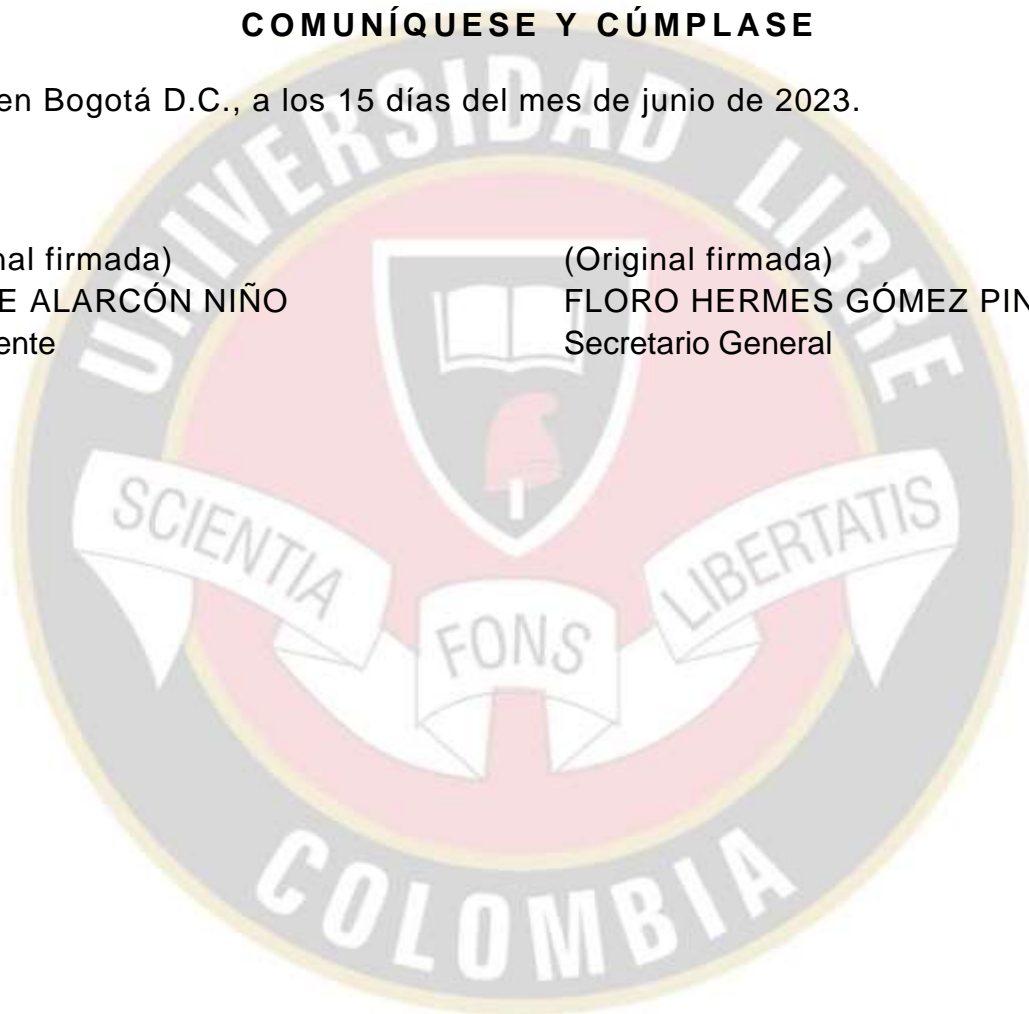 COMUNÍQUESE Y CÚMPLASE
en Bogotá D.C., a los 15 días del mes de junio de 2023.
nal firmada)
E ALARCÓN NIÑO
ente
(Original firmada)
FLORO HERMES GÓMEZ PIN
Secretario General
UNIVERSIDAD LIBRE
SCIENTIA
FONS
LIBERTATIS
COLOMBIA